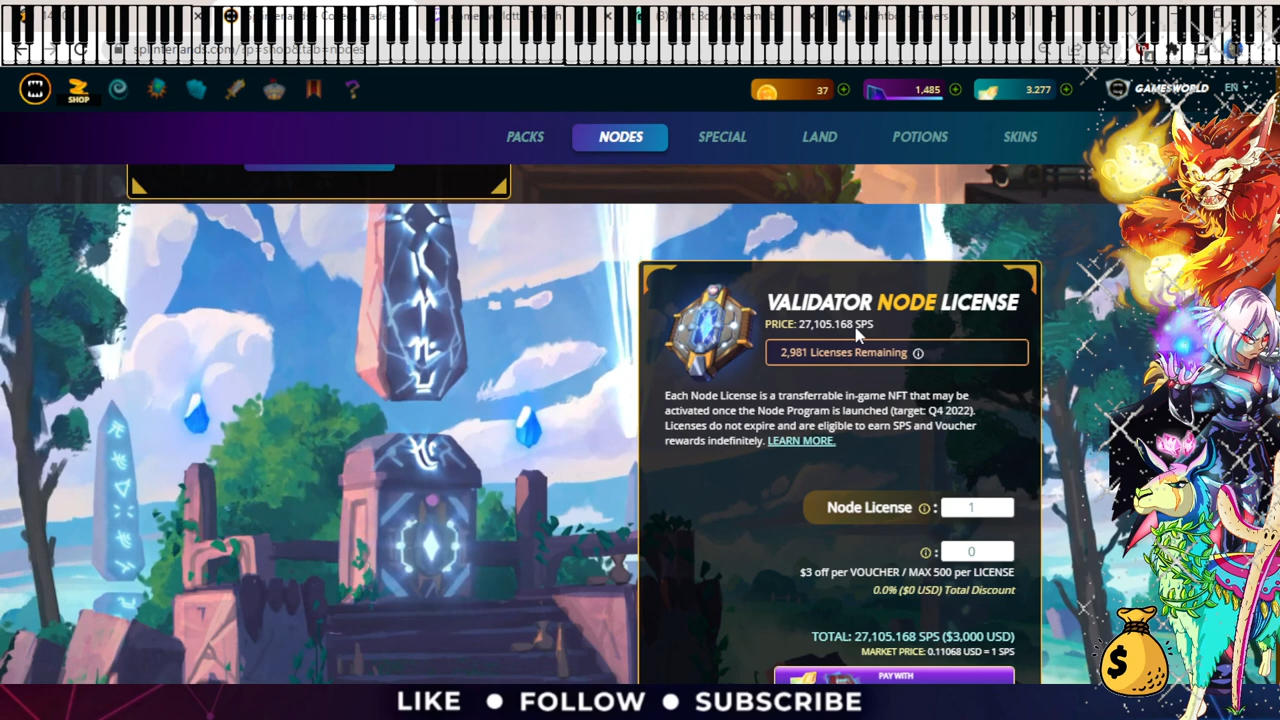 splinterlands.com/?p=shop&tab=nodes
SHOP
37
1,485
3.277
GAMESWORLD
EN
PACKS
NODES
SPECIAL
LAND
POTIONS
SKINS
VALIDATOR NODE LICENSE
PRICE: 27,105.168 SPS
2,981 Licenses Remaining
Each Node License is a transferrable in-game NFT that may be
activated once the Node Program is launched (target: Q4 2022).
Licenses do not expire and are eligible to earn SPS and Voucher
rewards indefinitely. LEARN MORE.
Node License : 1
: 0
$3 off per VOUCHER / MAX 500 per LICENSE
0.0% ($0 USD) Total Discount
TOTAL: 27,105.168 SPS ($3,000 USD)
MARKET PRICE: 0.11068 USD = 1 SPS
PAY WITH
$
LIKE ● FOLLOW ● SUBSCRIBE